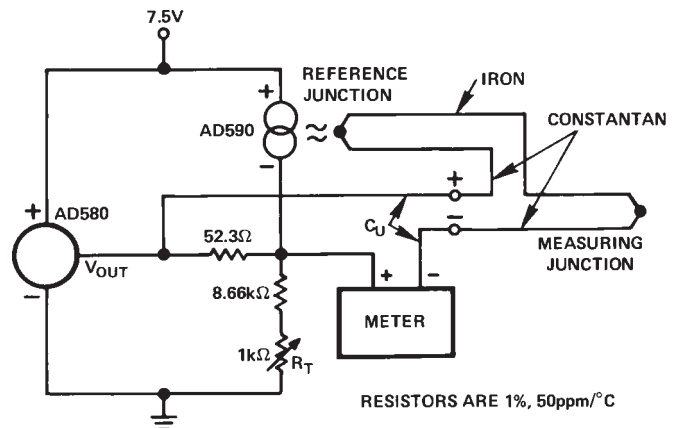 7.5V
REFERENCE
JUNCTION
IRON
CONSTANTAN
+
AD590
≈
−
+
AD580
VOUT
−
52.3Ω
8.66kΩ
1kΩ
RT
+
CU
−
MEASURING
JUNCTION
+ −
METER
RESISTORS ARE 1%, 50ppm/°C